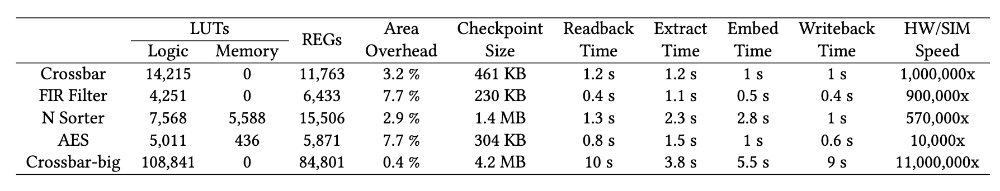 LUTs REGs Area Overhead Checkpoint Size Readback Time Extract Time Embed Time Writeback Time HW/SIM Speed
Logic Memory
Crossbar 14,215 0 11,763 3.2 % 461 KB 1.2 s 1.2 s 1 s 1 s 1,000,000x
FIR Filter 4,251 0 6,433 7.7 % 230 KB 0.4 s 1.1 s 0.5 s 0.4 s 900,000x
N Sorter 7,568 5,588 15,506 2.9 % 1.4 MB 1.3 s 2.3 s 2.8 s 1 s 570,000x
AES 5,011 436 5,871 7.7 % 304 KB 0.8 s 1.5 s 1 s 0.6 s 10,000x
Crossbar-big 108,841 0 84,801 0.4 % 4.2 MB 10 s 3.8 s 5.5 s 9 s 11,000,000x